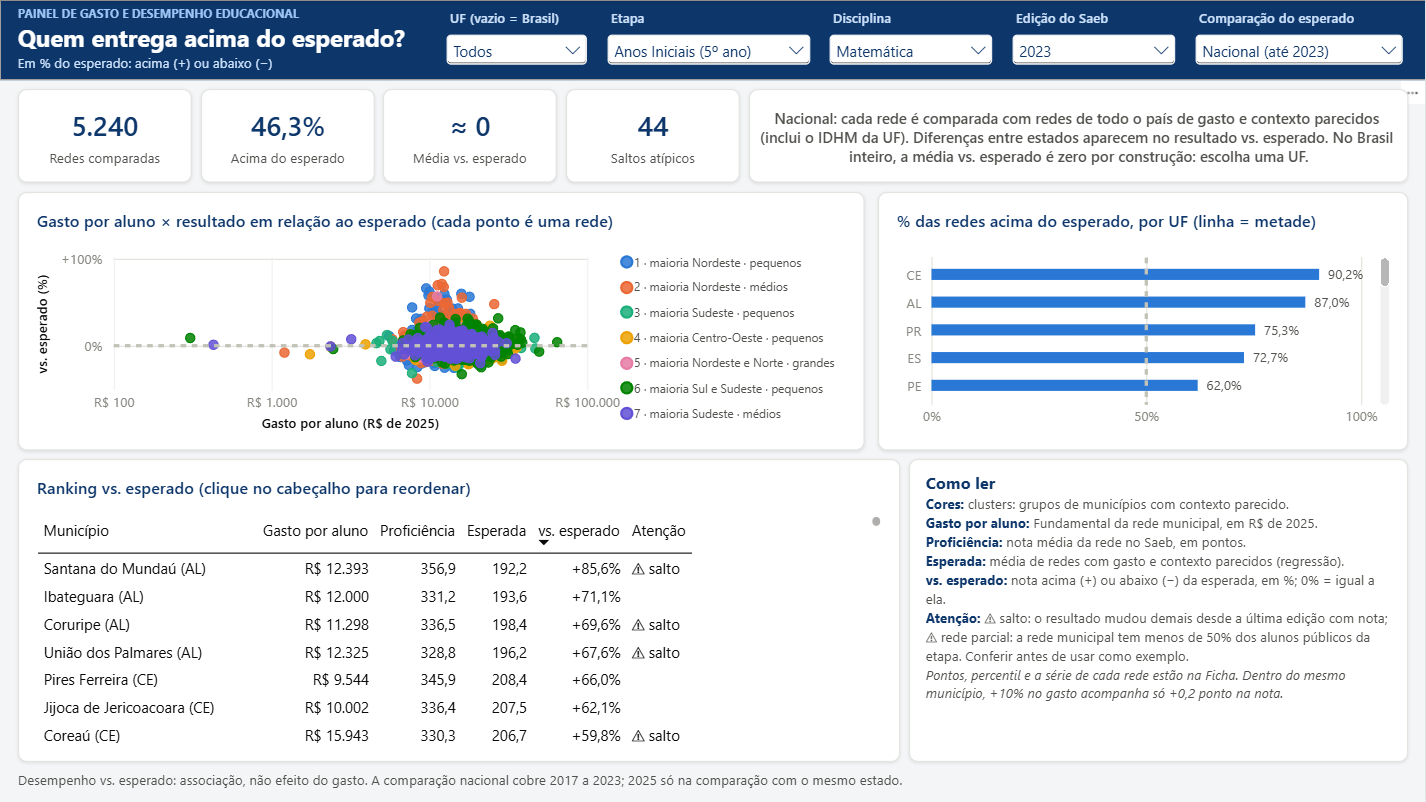 PAINEL DE GASTO E DESEMPENHO EDUCACIONAL
Quem entrega acima do esperado?
Em % do esperado: acima (+) ou abaixo (−)
UF (vazio = Brasil)
Todos
Etapa
Anos Iniciais (5º ano)
Disciplina
Matemática
Edição do Saeb
2023
Comparação do esperado
Nacional (até 2023)
5.240
Redes comparadas
46,3%
Acima do esperado
≈ 0
Média vs. esperado
44
Saltos atípicos
Nacional: cada rede é comparada com redes de todo o país de gasto e contexto parecidos
(inclui o IDHM da UF). Diferenças entre estados aparecem no resultado vs. esperado. No Brasil
inteiro, a média vs. esperado é zero por construção: escolha uma UF.
Gasto por aluno × resultado em relação ao esperado (cada ponto é uma rede)
vs. esperado (%)
+100%
0%
R$ 100
R$ 1.000
R$ 10.000
R$ 100.000
Gasto por aluno (R$ de 2025)
1 · maioria Nordeste · pequenos
2 · maioria Nordeste · médios
3 · maioria Sudeste · pequenos
4 · maioria Centro-Oeste · pequenos
5 · maioria Nordeste e Norte · grandes
6 · maioria Sul e Sudeste · pequenos
7 · maioria Sudeste · médios
% das redes acima do esperado, por UF (linha = metade)
CE 90,2%
AL 87,0%
PR 75,3%
ES 72,7%
PE 62,0%
0% 50% 100%
Ranking vs. esperado (clique no cabeçalho para reordenar)
Município Gasto por aluno Proficiência Esperada vs. esperado Atenção
Santana do Mundaú (AL) R$ 12.393 356,9 192,2 +85,6% ⚠ salto
Ibateguara (AL) R$ 12.000 331,2 193,6 +71,1%
Coruripe (AL) R$ 11.298 336,5 198,4 +69,6% ⚠ salto
União dos Palmares (AL) R$ 12.325 328,8 196,2 +67,6% ⚠ salto
Pires Ferreira (CE) R$ 9.544 345,9 208,4 +66,0%
Jijoca de Jericoacoara (CE) R$ 10.002 336,4 207,5 +62,1%
Coreaú (CE) R$ 15.943 330,3 206,7 +59,8% ⚠ salto
Como ler
Cores: clusters: grupos de municípios com contexto parecido.
Gasto por aluno: Fundamental da rede municipal, em R$ de 2025.
Proficiência: nota média da rede no Saeb, em pontos.
Esperada: média de redes com gasto e contexto parecidos (regressão).
vs. esperado: nota acima (+) ou abaixo (−) da esperada, em %; 0% = igual a
ela.
Atenção: ⚠ salto: o resultado mudou demais desde a última edição com nota;
⚠ rede parcial: a rede municipal tem menos de 50% dos alunos públicos da
etapa. Conferir antes de usar como exemplo.
Pontos, percentil e a série de cada rede estão na Ficha. Dentro do mesmo
município, +10% no gasto acompanha só +0,2 ponto na nota.
Desempenho vs. esperado: associação, não efeito do gasto. A comparação nacional cobre 2017 a 2023; 2025 só na comparação com o mesmo estado.